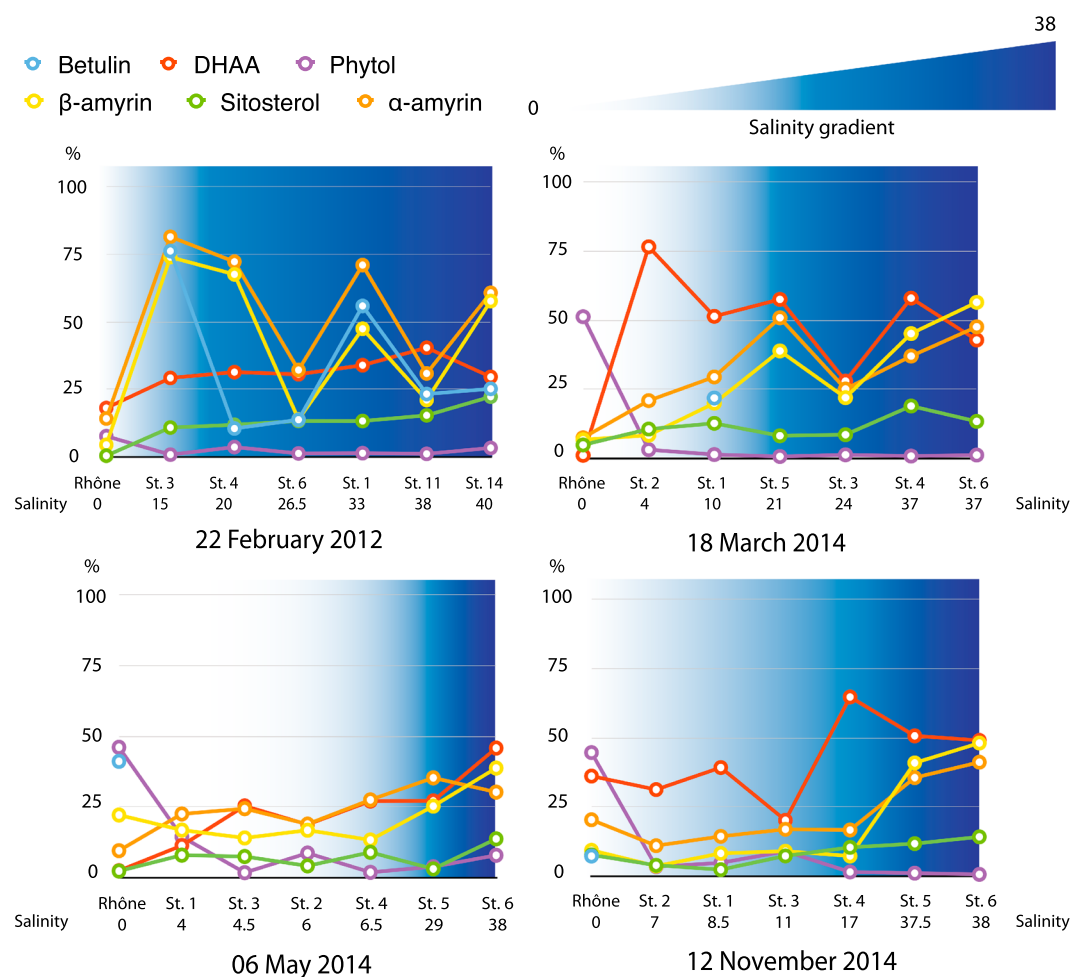 38
Betulin DHAA Phytol
β-amyrin Sitosterol α-amyrin
0
Salinity gradient
% %
100 100
75 75
50 50
25 25
0 0
Rhône St. 3 St. 4 St. 6 St. 1 St. 11 St. 14
Salinity 0 15 20 26.5 33 38 40
22 February 2012
Rhône St. 2 St. 1 St. 5 St. 3 St. 4 St. 6
0 4 10 21 24 37 37 Salinity
18 March 2014
% %
100 100
75 75
50 50
25 25
0 0
Rhône St. 1 St. 3 St. 2 St. 4 St. 5 St. 6
Salinity 0 4 4.5 6 6.5 29 38
06 May 2014
Rhône St. 2 St. 1 St. 3 St. 4 St. 5 St. 6
0 7 8.5 11 17 37.5 38 Salinity
12 November 2014